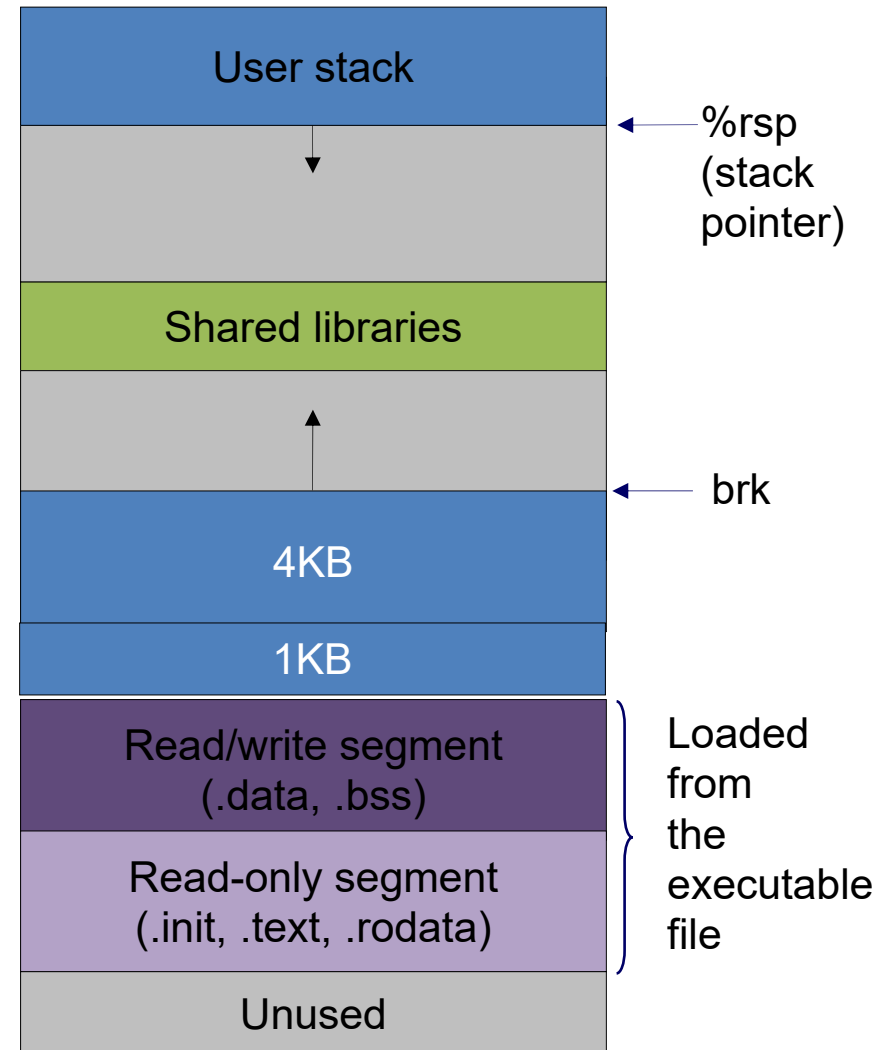 User stack
%rsp
(stack
pointer)
Shared libraries
brk
4KB
1KB
Read/write segment
(.data, .bss)
Read-only segment
(.init, .text, .rodata)
Loaded
from
the
executable
file
Unused